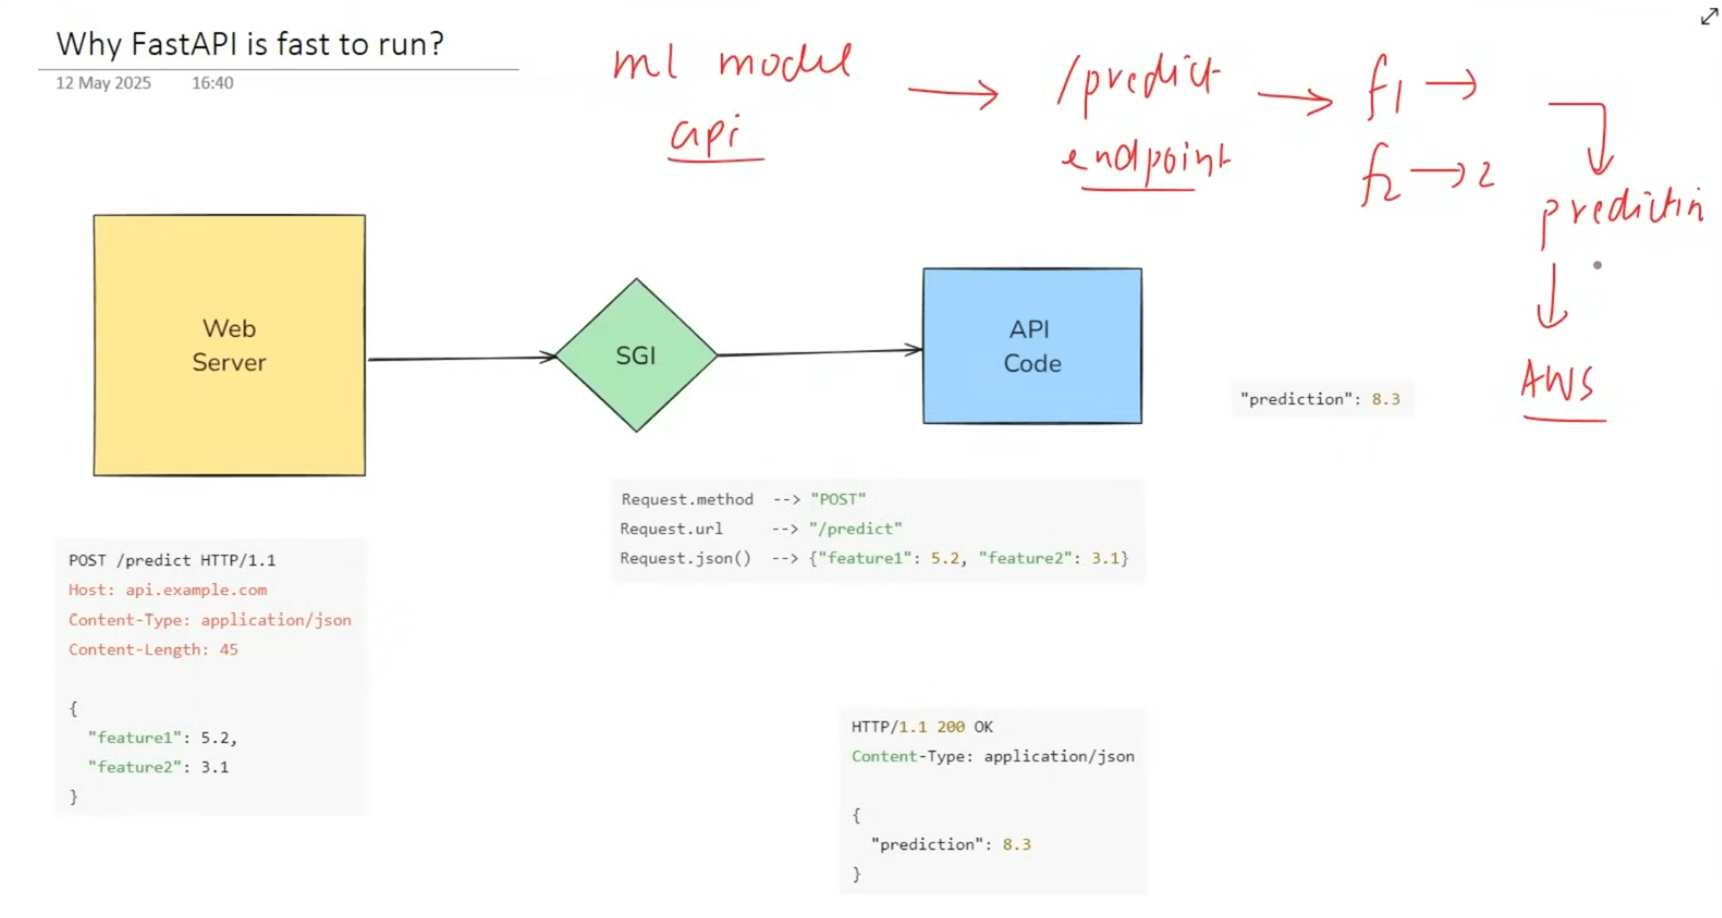 Why FastAPI is fast to run?
12 May 2025 16:40
ml model
api
/predict
endpoint
f1 →
f2 → 2
predictin
AWS
Web
Server
SGI
API
Code
"prediction": 8.3
Request.method --> "POST"
Request.url --> "/predict"
Request.json() --> {"feature1": 5.2, "feature2": 3.1}
POST /predict HTTP/1.1
Host: api.example.com
Content-Type: application/json
Content-Length: 45
{
"feature1": 5.2,
"feature2": 3.1
}
HTTP/1.1 200 OK
Content-Type: application/json
{
"prediction": 8.3
}